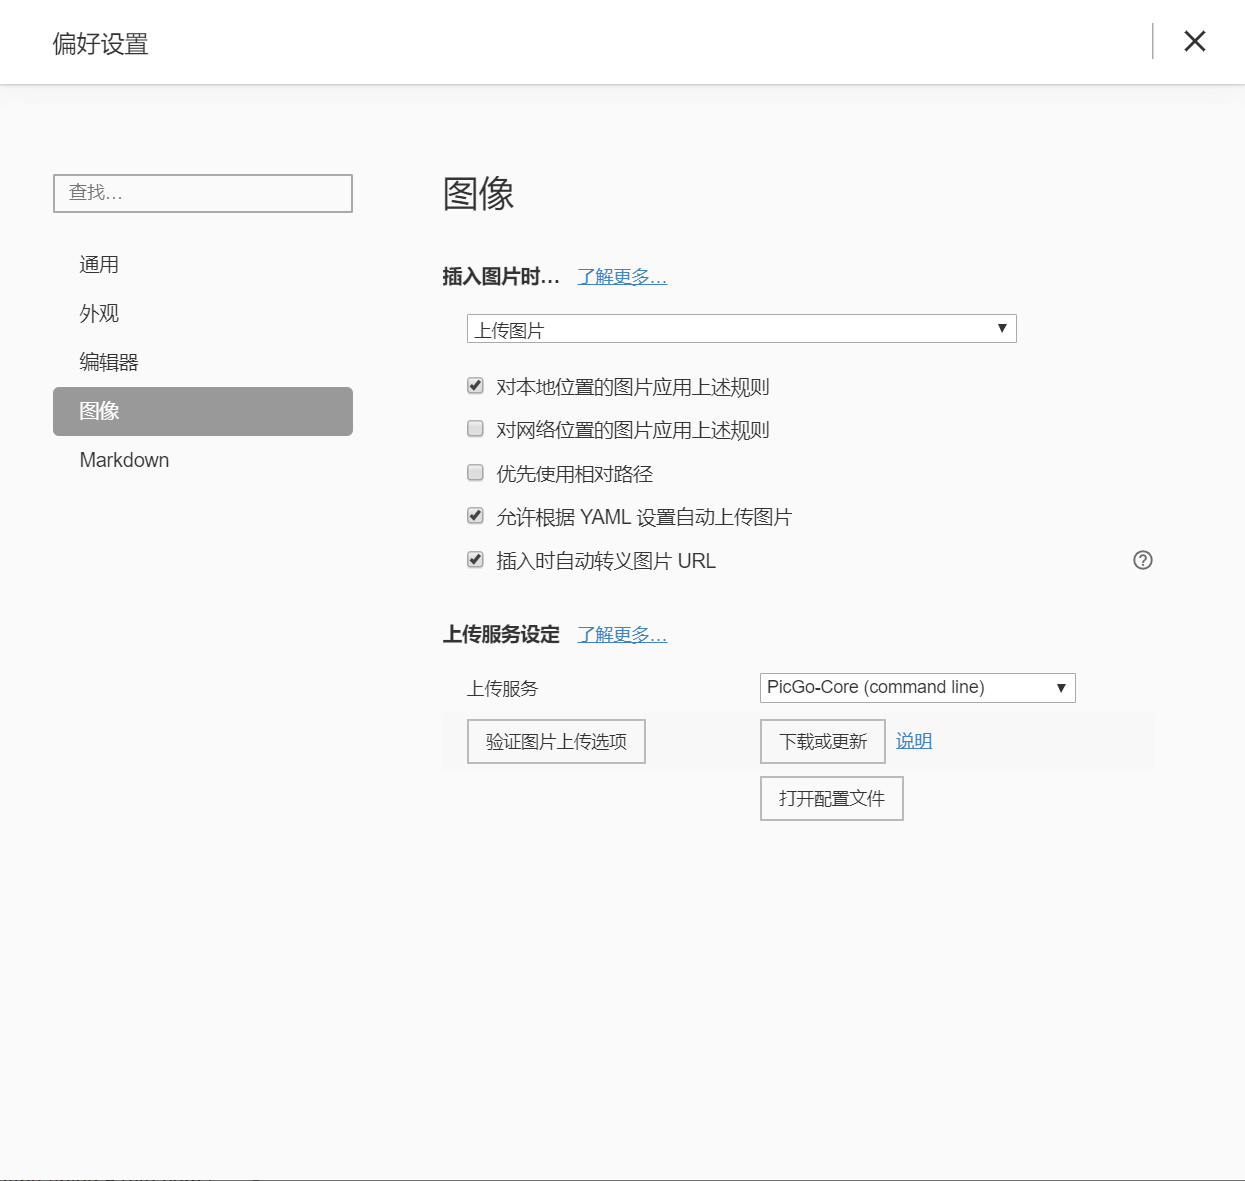 偏好设置
查找...
通用
外观
编辑器
图像
Markdown
图像
插入图片时... 了解更多...
上传图片
对本地位置的图片应用上述规则
对网络位置的图片应用上述规则
优先使用相对路径
允许根据 YAML 设置自动上传图片
插入时自动转义图片 URL
上传服务设定 了解更多...
上传服务 PicGo-Core (command line)
验证图片上传选项 下载或更新 说明
打开配置文件